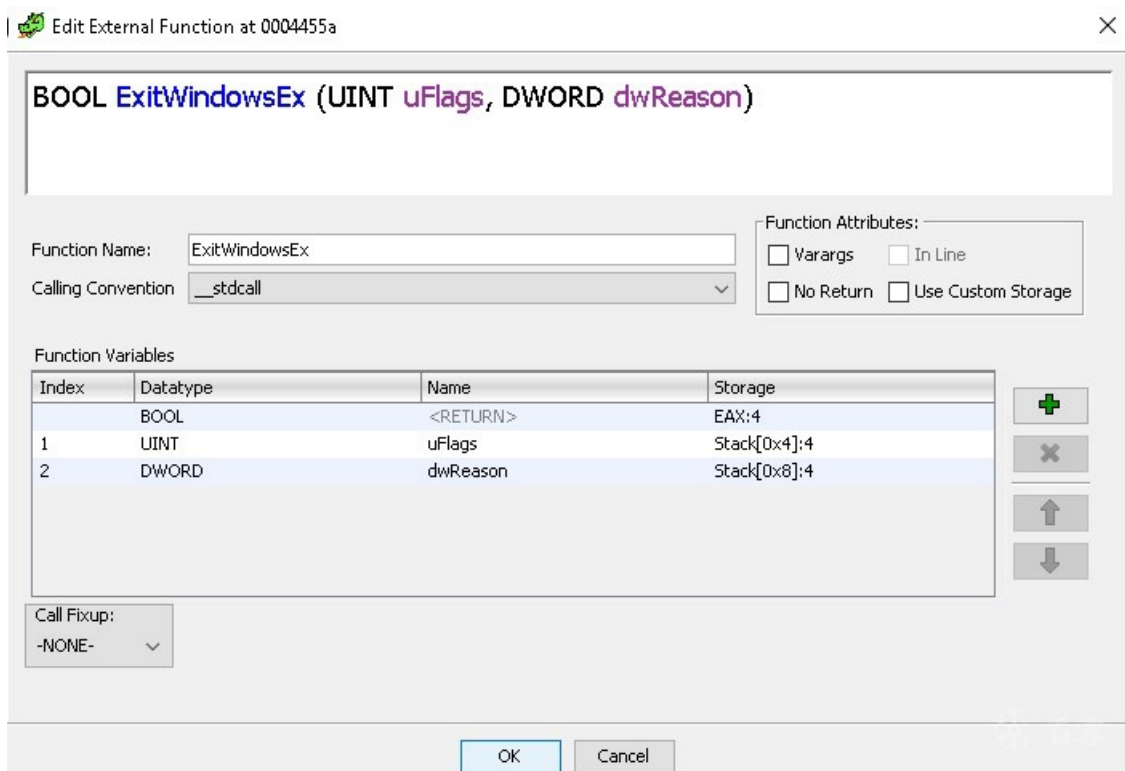 Edit External Function at 0004455a
BOOL ExitWindowsEx (UINT uFlags, DWORD dwReason)
Function Name: ExitWindowsEx
Calling Convention __stdcall
Function Attributes:
Varargs In Line
No Return Use Custom Storage
Function Variables
Index Datatype Name Storage
BOOL <RETURN> EAX:4
1 UINT uFlags Stack[0x4]:4
2 DWORD dwReason Stack[0x8]:4
Call Fixup:
-NONE-
OK Cancel